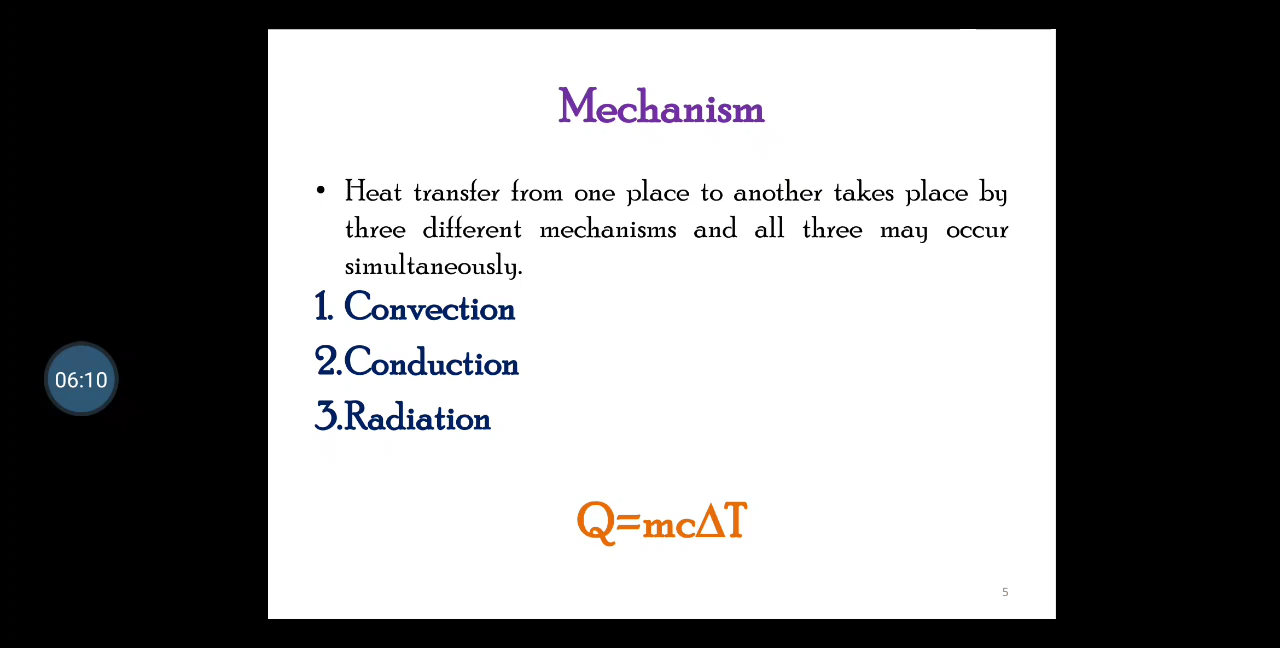 Mechanism
• Heat transfer from one place to another takes place by
three different mechanisms and all three may occur
simultaneously.
1. Convection
2.Conduction
3.Radiation
06:10
Q=mcΔT
5